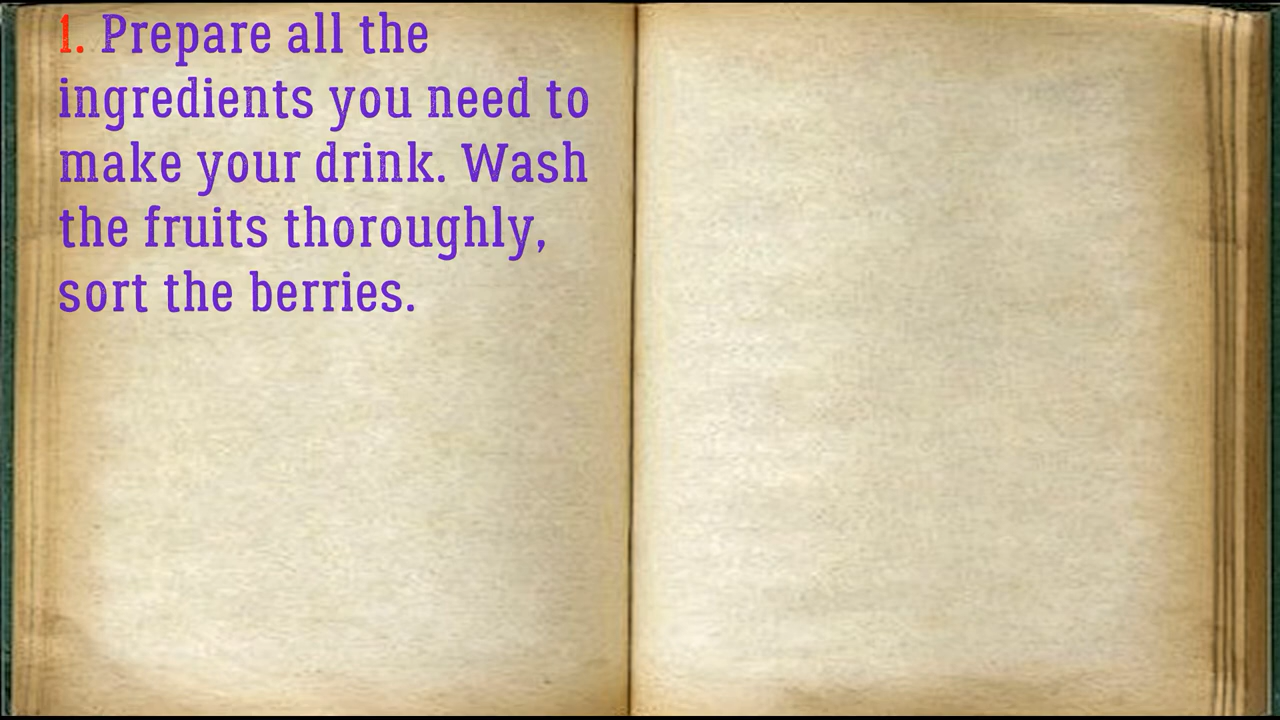 1. Prepare all the
ingredients you need to
make your drink. Wash
the fruits thoroughly,
sort the berries.